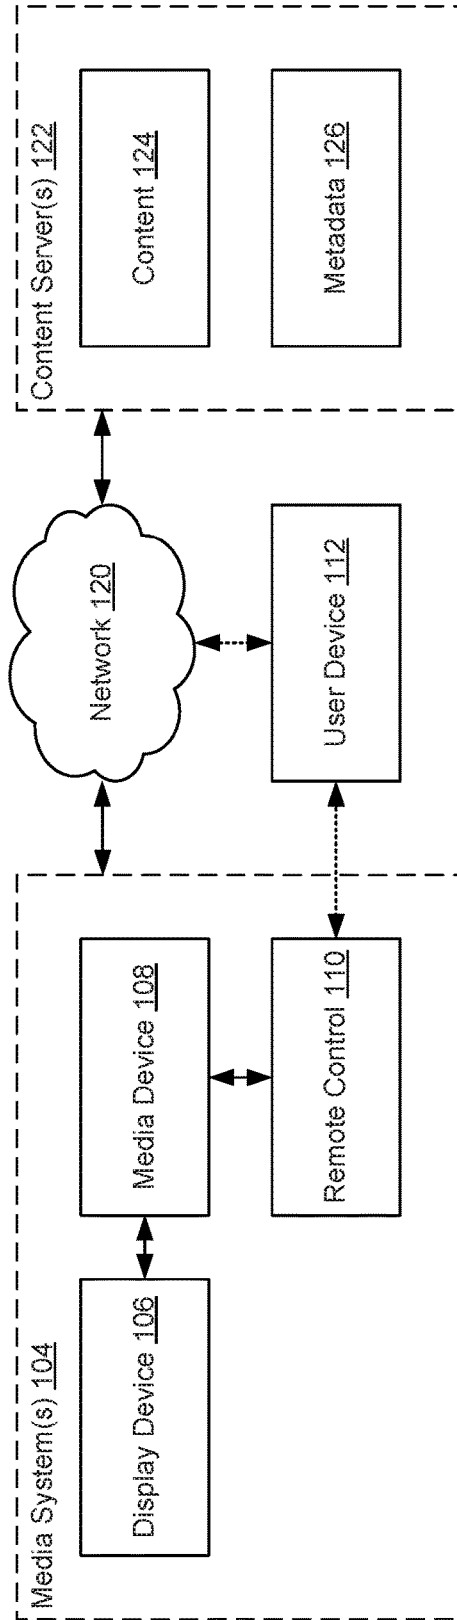 Media System(s) 104
Display Device 106
Media Device 108
Remote Control 110
Network 120
User Device 112
Content Server(s) 122
Content 124
Metadata 126